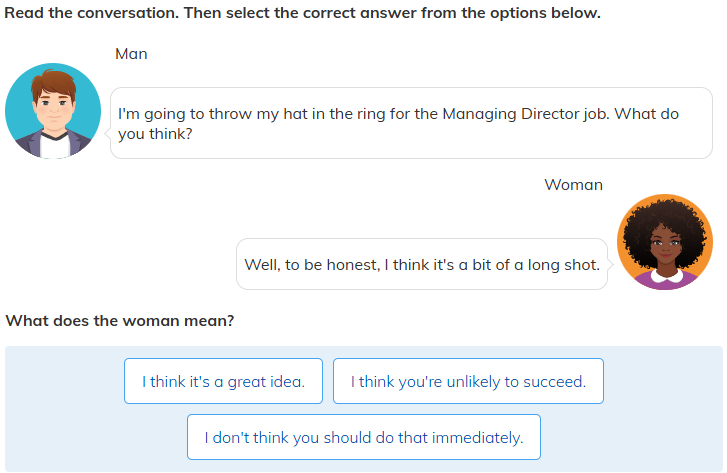 Read the conversation. Then select the correct answer from the options below.
Man
I'm going to throw my hat in the ring for the Managing Director job. What do
you think?
Woman
Well, to be honest, I think it's a bit of a long shot.
What does the woman mean?
I think it's a great idea.
I think you're unlikely to succeed.
I don't think you should do that immediately.